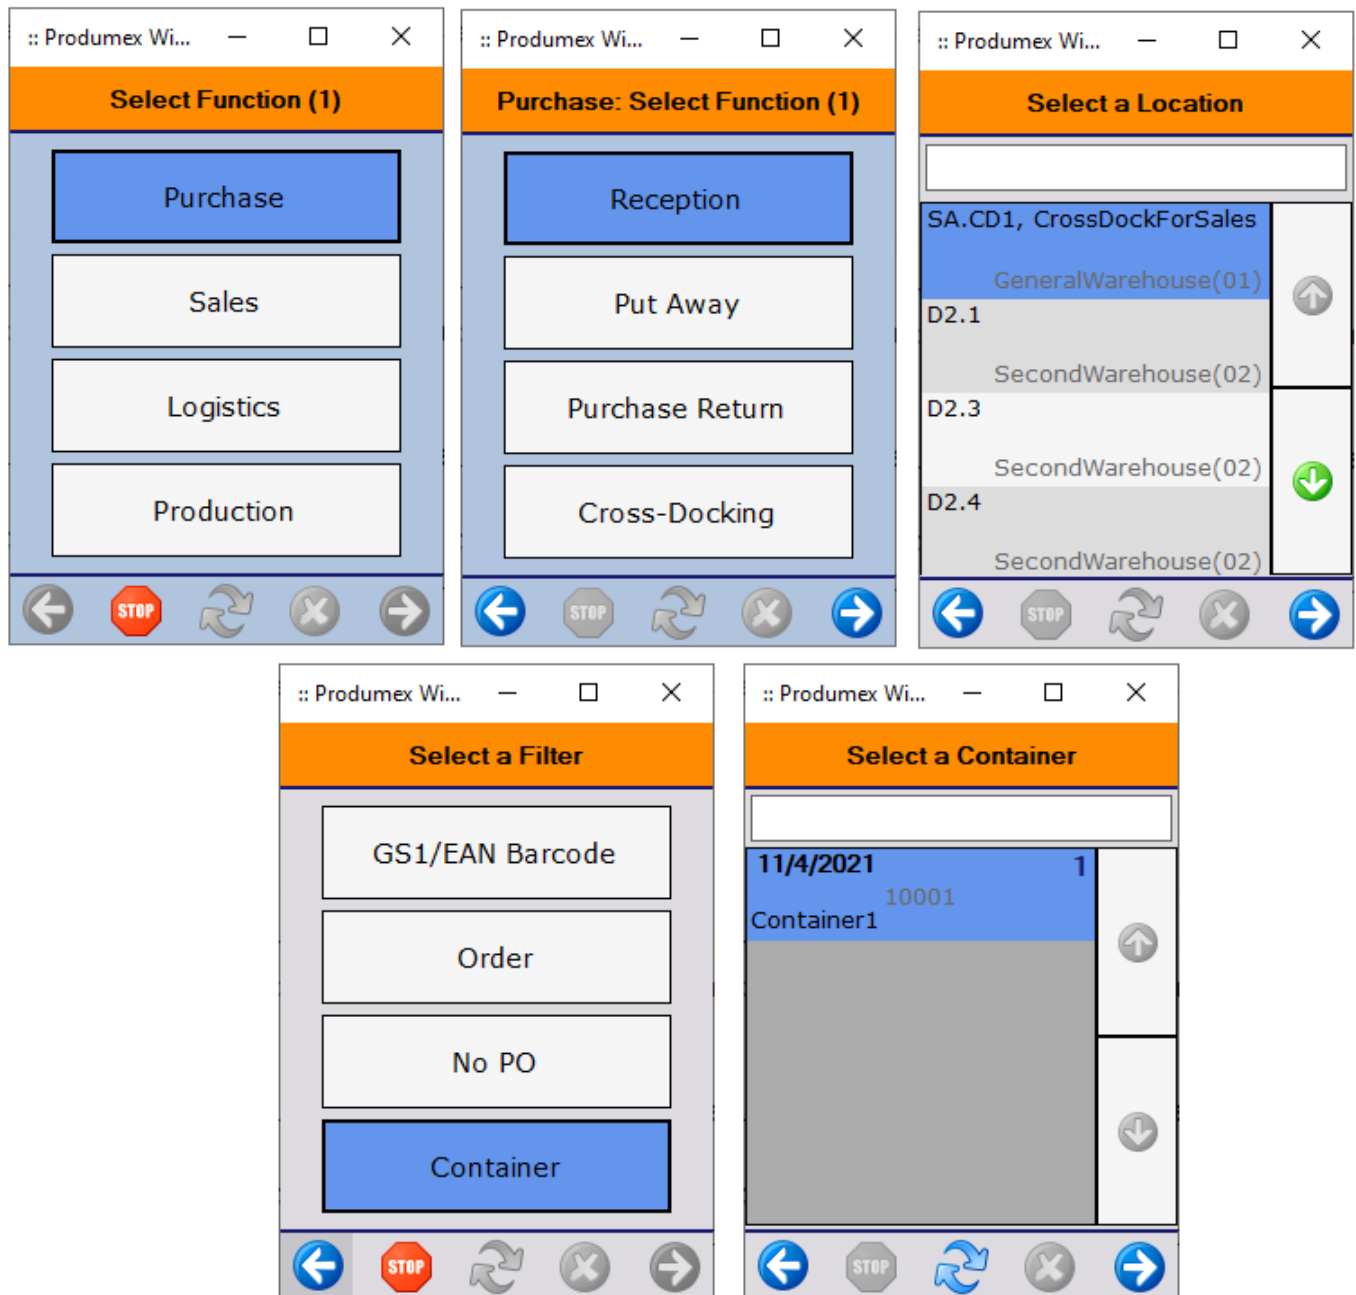 :: Produmex Wi...
Select Function (1)
Purchase
Sales
Logistics
Production
STOP
:: Produmex Wi...
Purchase: Select Function (1)
Reception
Put Away
Purchase Return
Cross-Docking
STOP
:: Produmex Wi...
Select a Location
SA.CD1, CrossDockForSales
GeneralWarehouse(01)
D2.1
SecondWarehouse(02)
D2.3
SecondWarehouse(02)
D2.4
SecondWarehouse(02)
STOP
:: Produmex Wi...
Select a Filter
GS1/EAN Barcode
Order
No PO
Container
STOP
:: Produmex Wi...
Select a Container
11/4/2021 1
10001
Container1
STOP